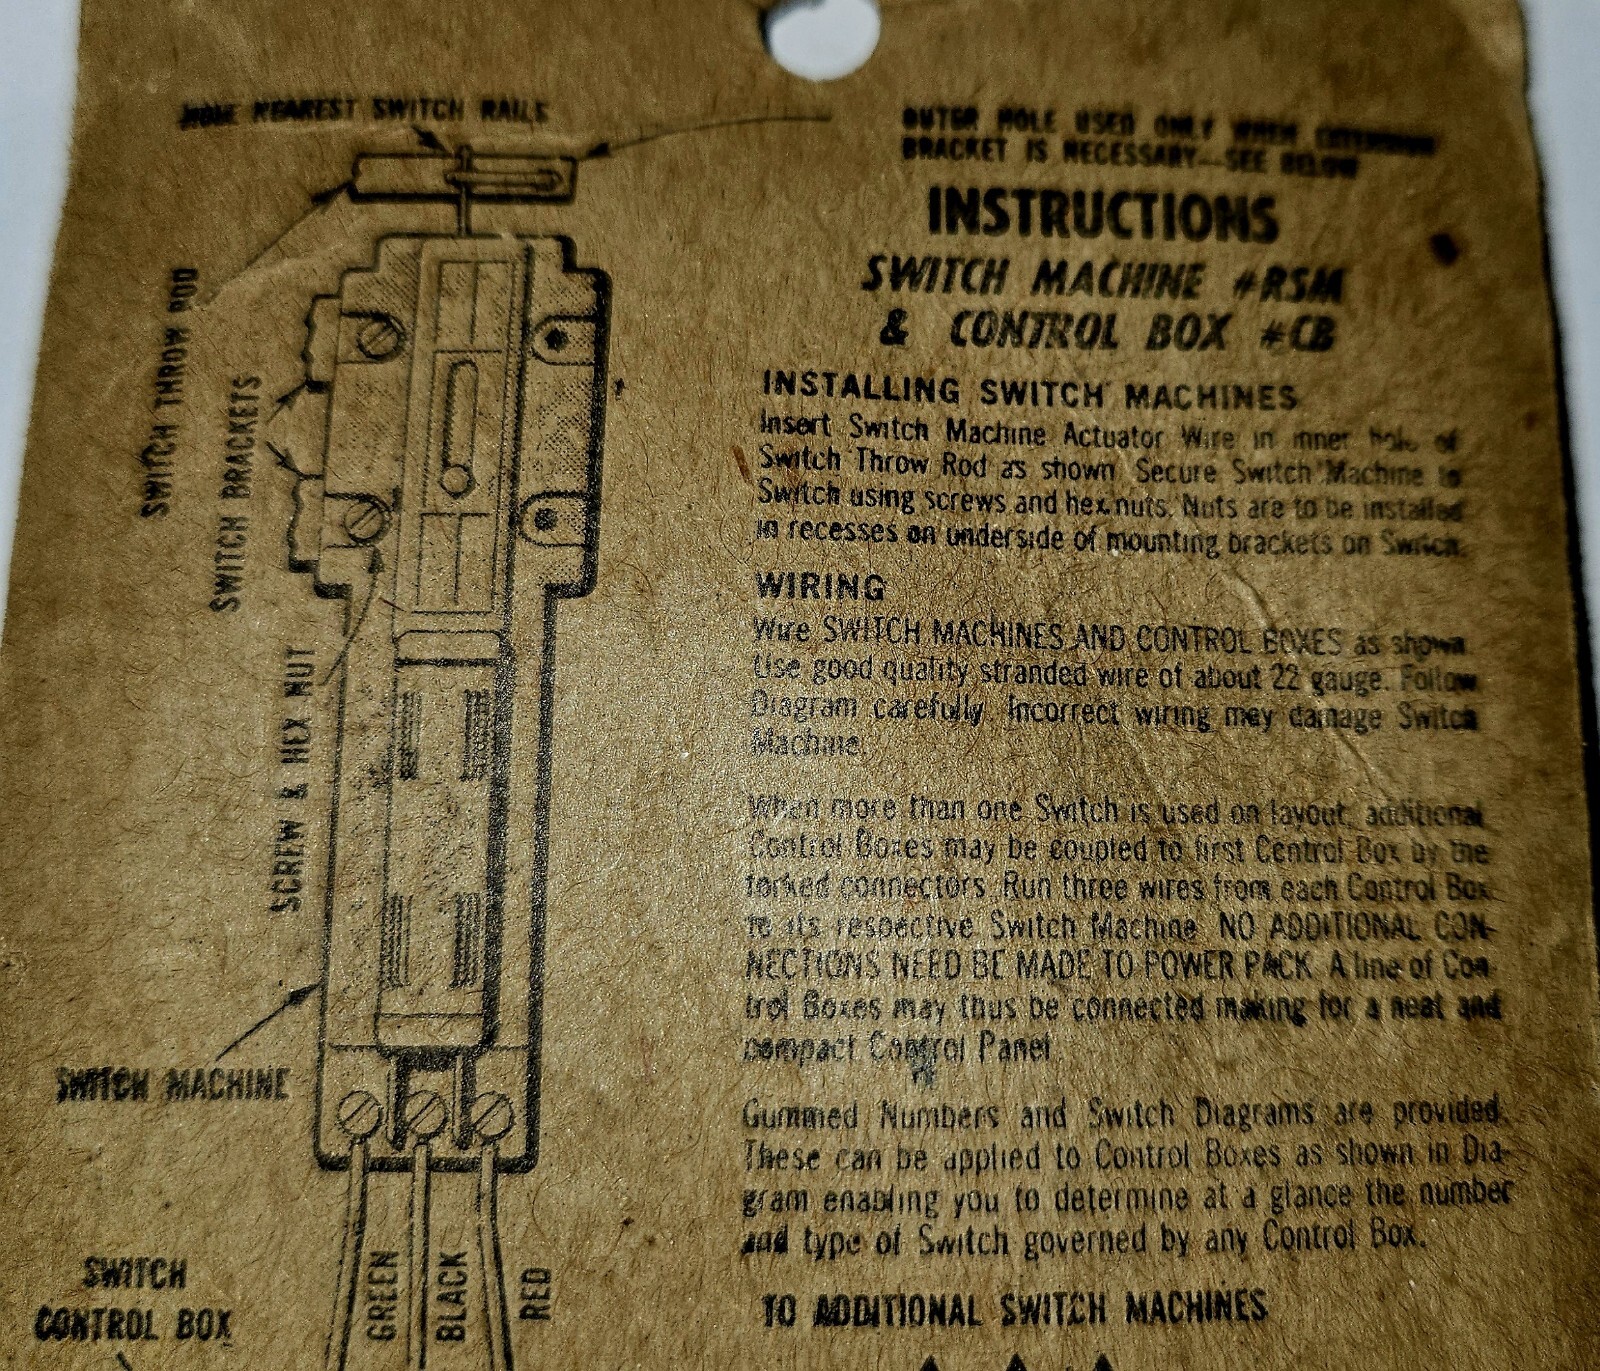 HOLE NEAREST SWITCH RAILS
OUTER HOLE USED ONLY WHEN EXTENSION
BRACKET IS NECESSARY—SEE BELOW
INSTRUCTIONS
SWITCH MACHINE #RSM
& CONTROL BOX #CB
SWITCH THROW ROD
SWITCH BRACKETS
SCREW & HEX NUT
SWITCH MACHINE
INSTALLING SWITCH MACHINES
Insert Switch Machine Actuator Wire in inner hole of
Switch Throw Rod as shown. Secure Switch Machine to
Switch using screws and hex nuts. Nuts are to be installed
in recesses on underside of mounting brackets on Switch.
WIRING
Wire SWITCH MACHINES AND CONTROL BOXES as shown.
Use good quality stranded wire of about 22 gauge. Follow
Diagram carefully. Incorrect wiring may damage Switch
Machine.
When more than one Switch is used on layout, additional
Control Boxes may be coupled to first Control Box by the
forked connectors. Run three wires from each Control Box
to its respective Switch Machine. NO ADDITIONAL CON-
NECTIONS NEED BE MADE TO POWER PACK. A line of Con-
trol Boxes may thus be connected making for a neat and
compact Control Panel.
Gummed Numbers and Switch Diagrams are provided.
These can be applied to Control Boxes as shown in Dia-
gram enabling you to determine at a glance the number
and type of Switch governed by any Control Box.
SWITCH
CONTROL BOX
GREEN
BLACK
RED
TO ADDITIONAL SWITCH MACHINES